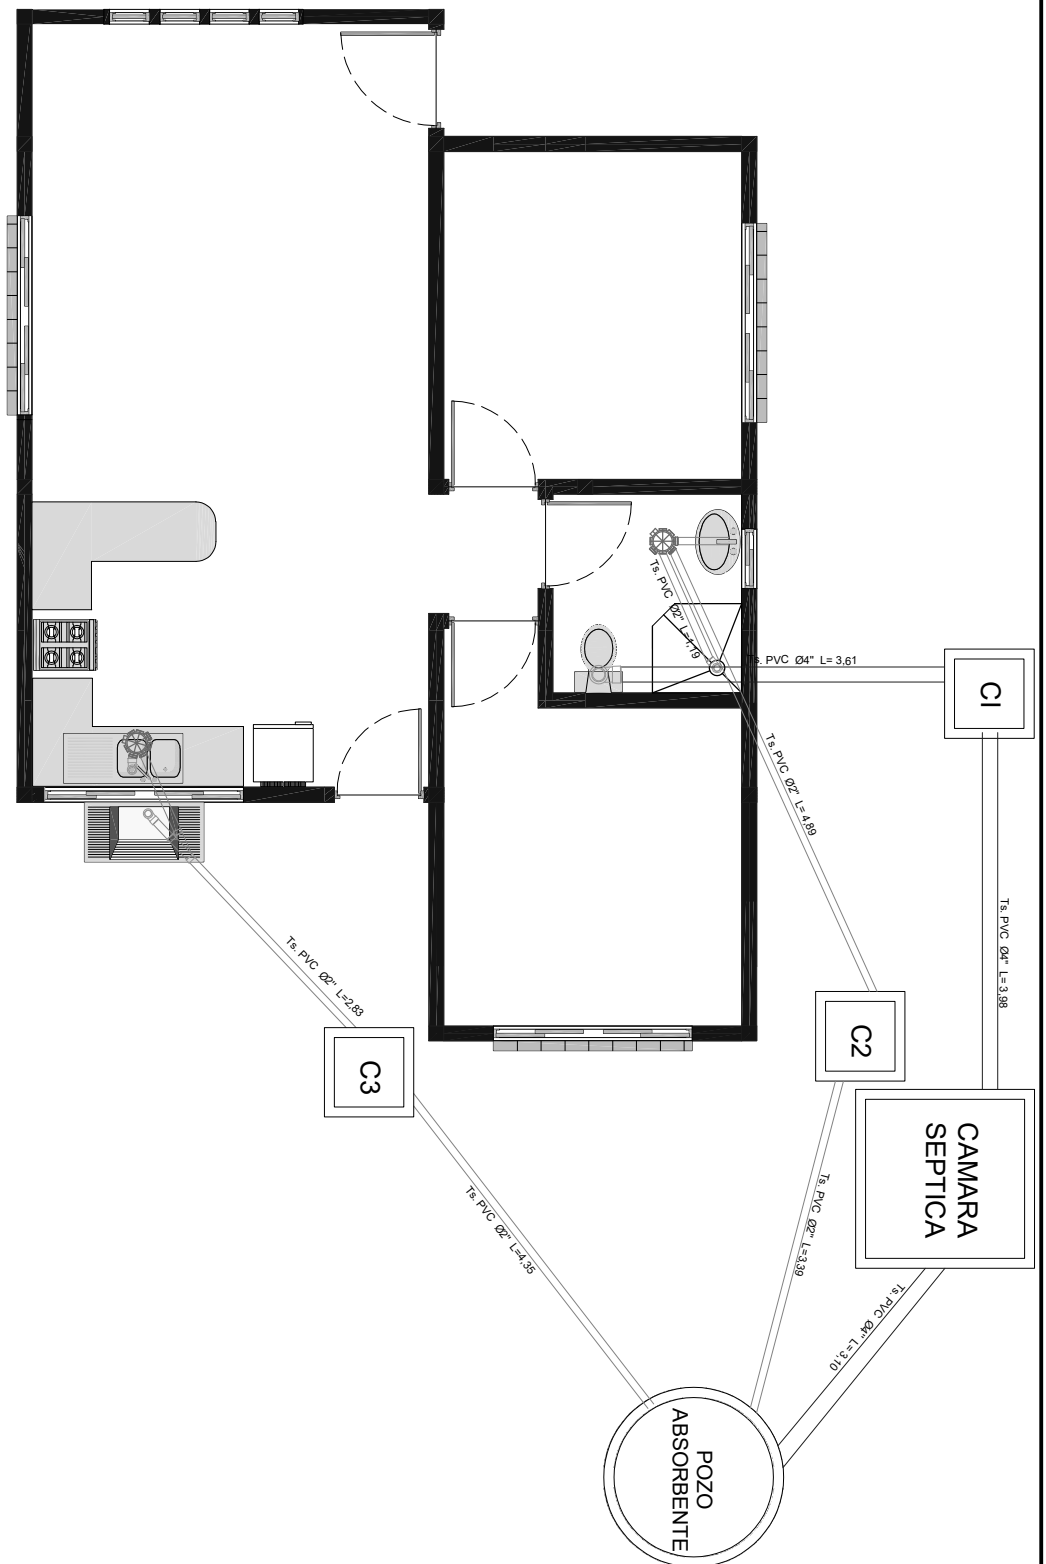 Ts. PVC Ø2" L=1,19
Ts. PVC Ø4" L= 3,61
C1
Ts. PVC Ø2" L= 4,89
Ts. PVC Ø4" L= 3,98
Ts. PVC Ø2" L=2,83
C2
C3
CAMARA
SEPTICA
Ts. PVC Ø2" L=4,35
Ts. PVC Ø2" L=3,39
Ts. PVC Ø4" L=3,10
POZO
ABSORBENTE